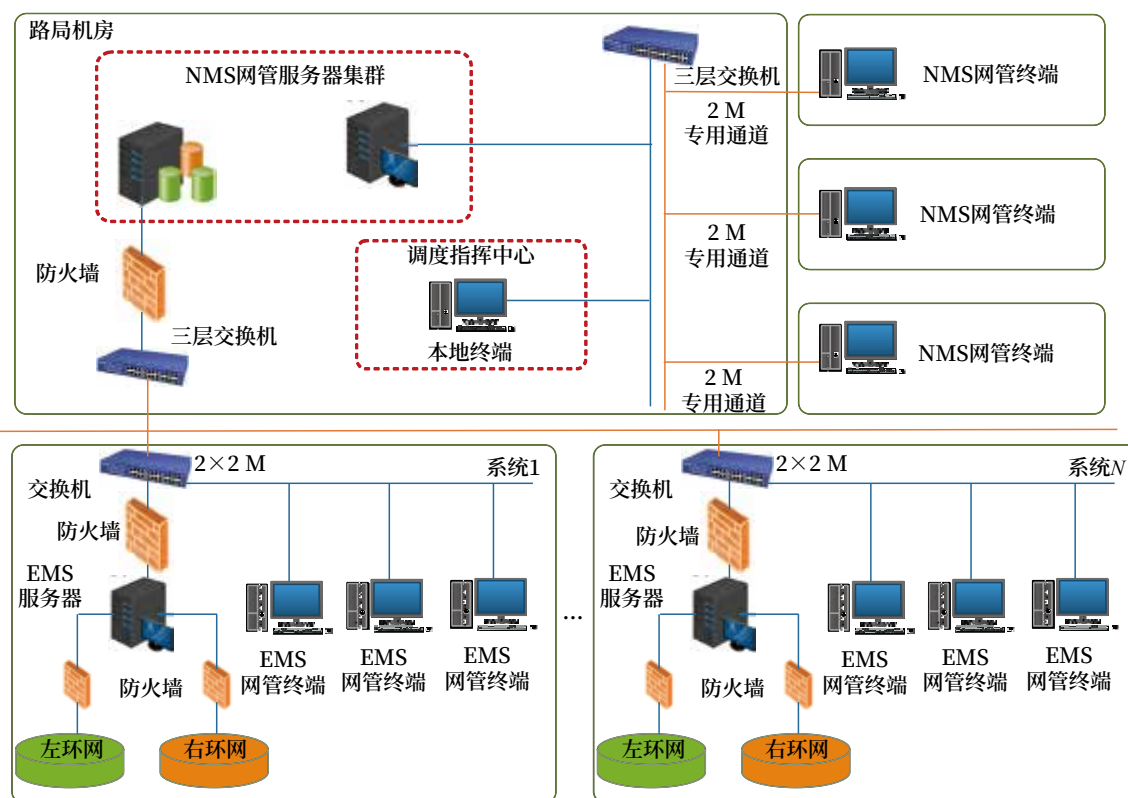 路局机房
NMS网管服务器集群
三层交换机
NMS网管终端
2 M
专用通道
NMS网管终端
2 M
专用通道
调度指挥中心
防火墙
三层交换机
本地终端
NMS网管终端
2 M
专用通道
2×2 M
系统1
交换机
防火墙
EMS
服务器
EMS
网管终端
EMS
网管终端
EMS
网管终端
防火墙
左环网
右环网
...
2×2 M
系统N
交换机
防火墙
EMS
服务器
EMS
网管终端
EMS
网管终端
EMS
网管终端
防火墙
左环网
右环网